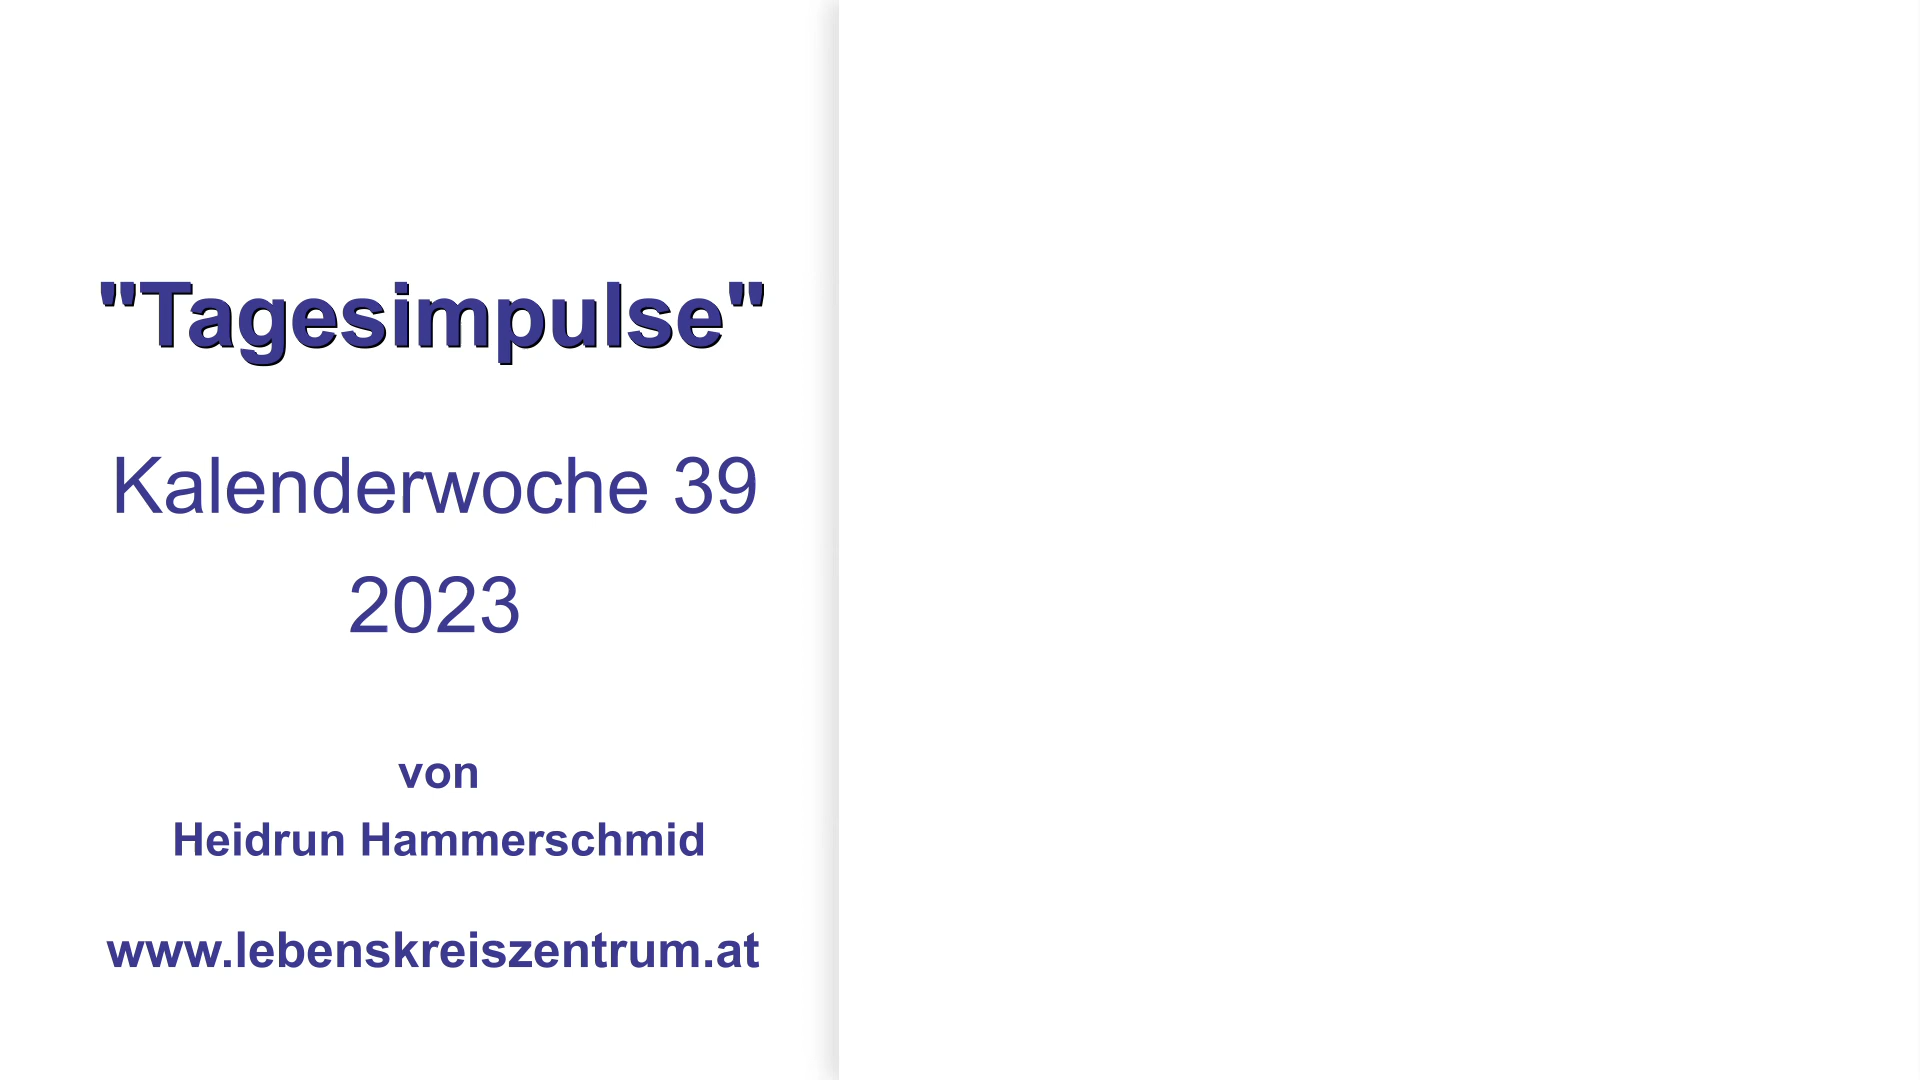 "Tagesimpulse"
Kalenderwoche 39
2023
von
Heidrun Hammerschmid
www.lebenskreiszentrum.at